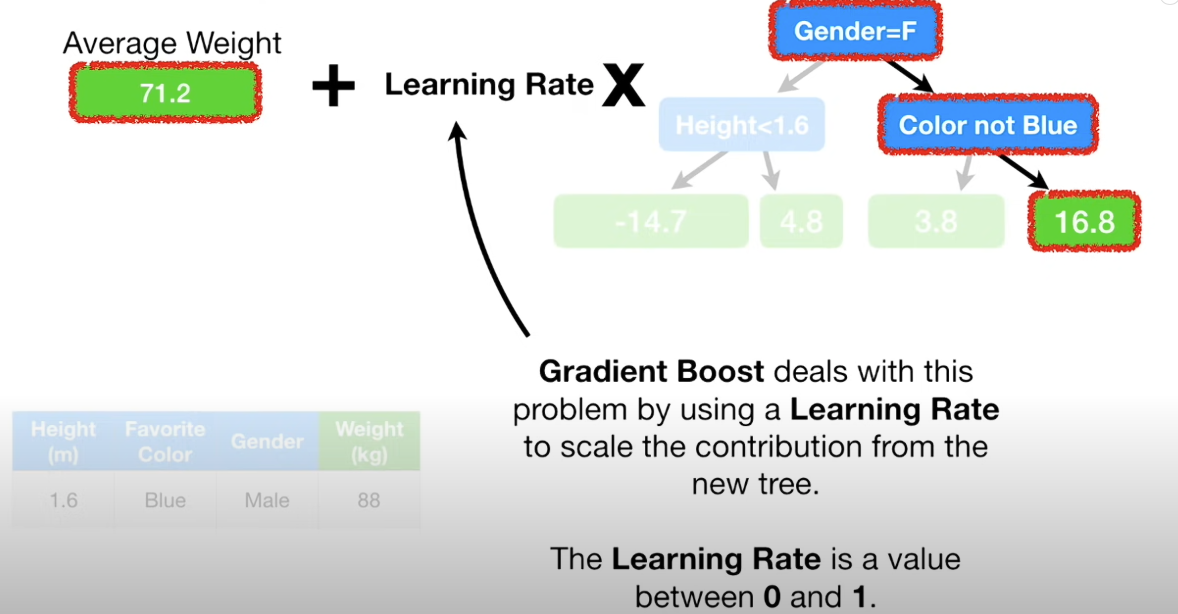 Average Weight
71.2
+ Learning Rate X
Gender=F
Height<1.6
Color not Blue
-14.7
4.8
3.8
16.8
Gradient Boost deals with this
problem by using a Learning Rate
to scale the contribution from the
new tree.
Height (m) Favorite Color Gender Weight (kg)
1.6 Blue Male 88
The Learning Rate is a value
between 0 and 1.